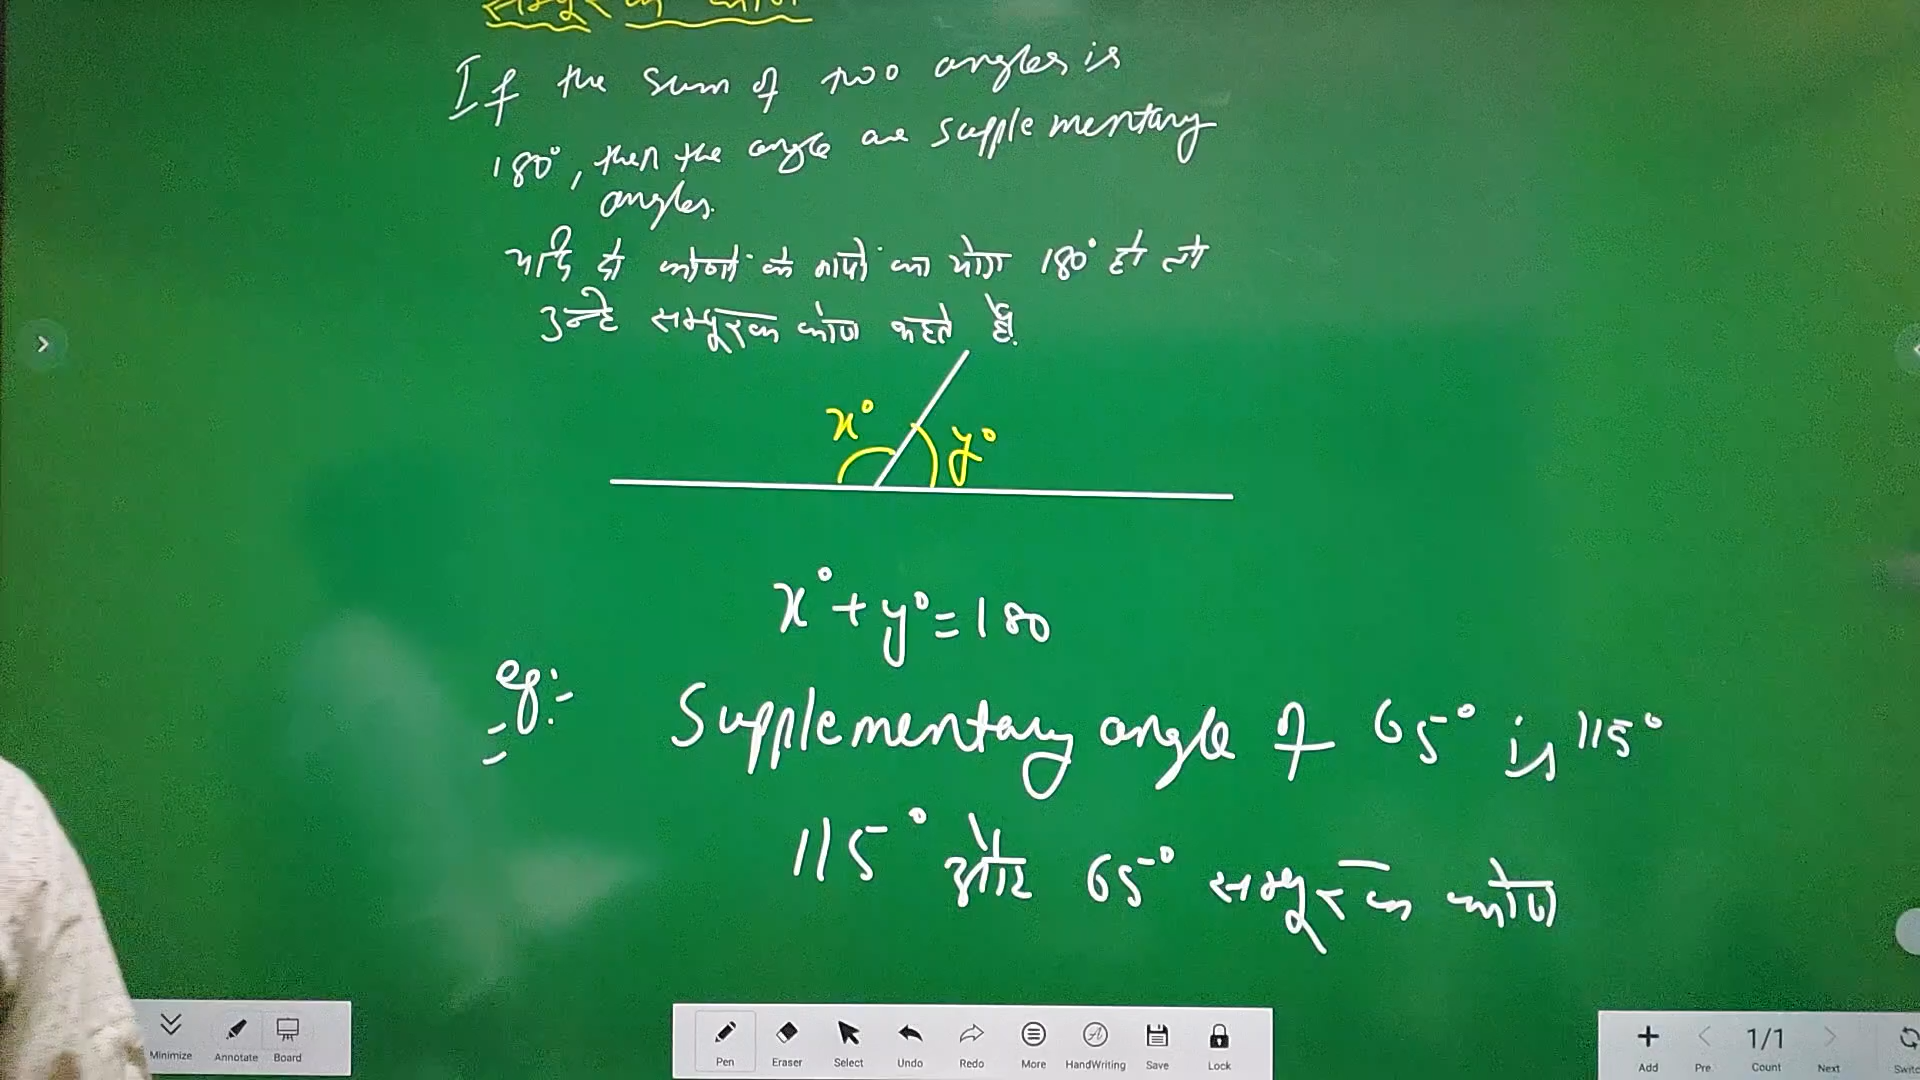 सम्पूरक कोण
If the sum of two angles is
180°, then the angle are supplementary
angles.
यदि दो कोणों के मापों का योग 180° हो तो
उन्हे सम्पूरक कोण कहते हैं.
x° y°
x° + y° = 180
eg:-
Supplementary angle of 65° is 115°
115° और 65° सम्पूरक कोण
Minimize Annotate Board
Pen Eraser Select Undo Redo More HandWriting Save Lock
1/1
Add Pre Count Next